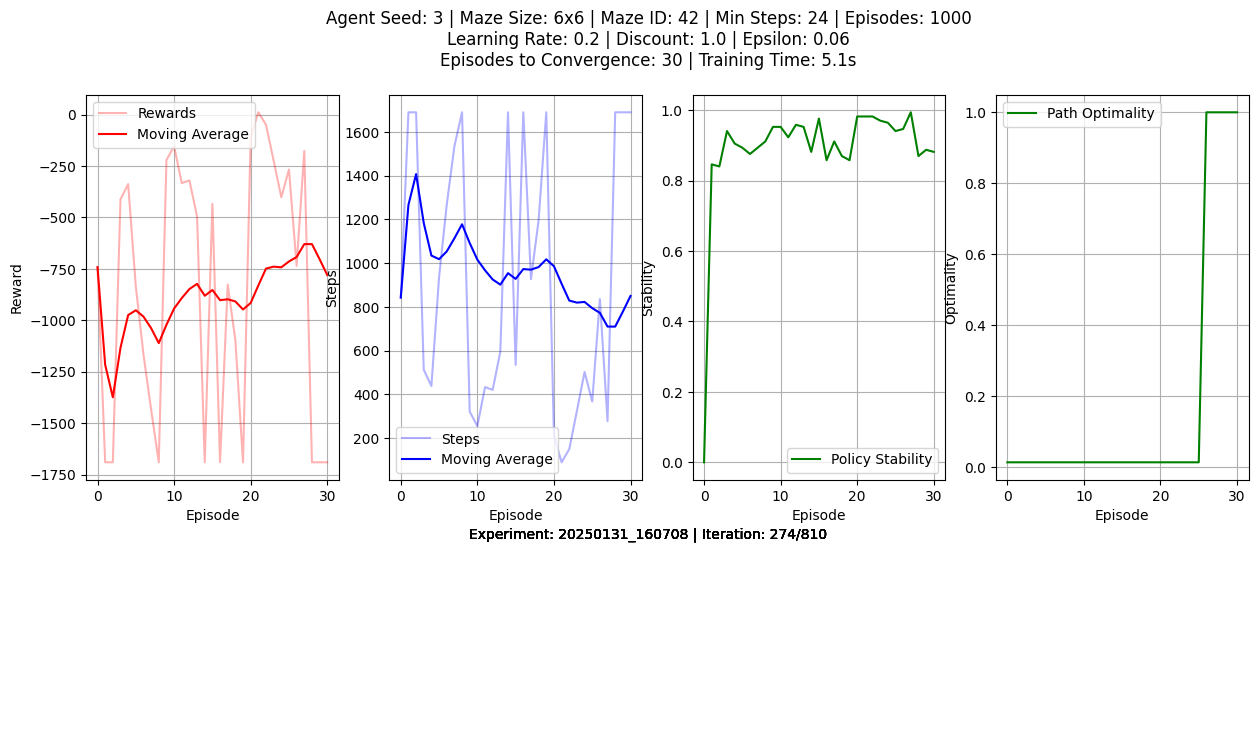 Agent Seed: 3 | Maze Size: 6x6 | Maze ID: 42 | Min Steps: 24 | Episodes: 1000
Learning Rate: 0.2 | Discount: 1.0 | Epsilon: 0.06
Episodes to Convergence: 30 | Training Time: 5.1s
Rewards
Moving Average
0
−250
−500
−750
−1000
−1250
−1500
−1750
Reward
0
10
20
30
Episode
1600
1400
1200
1000
800
600
400
200
Steps
Steps
Moving Average
0
10
20
30
Episode
1.0
0.8
0.6
0.4
0.2
0.0
Stability
Policy Stability
0
10
20
30
Episode
Path Optimality
1.0
0.8
0.6
0.4
0.2
0.0
Optimality
0
10
20
30
Episode
Experiment: 20250131_160708 | Iteration: 274/810